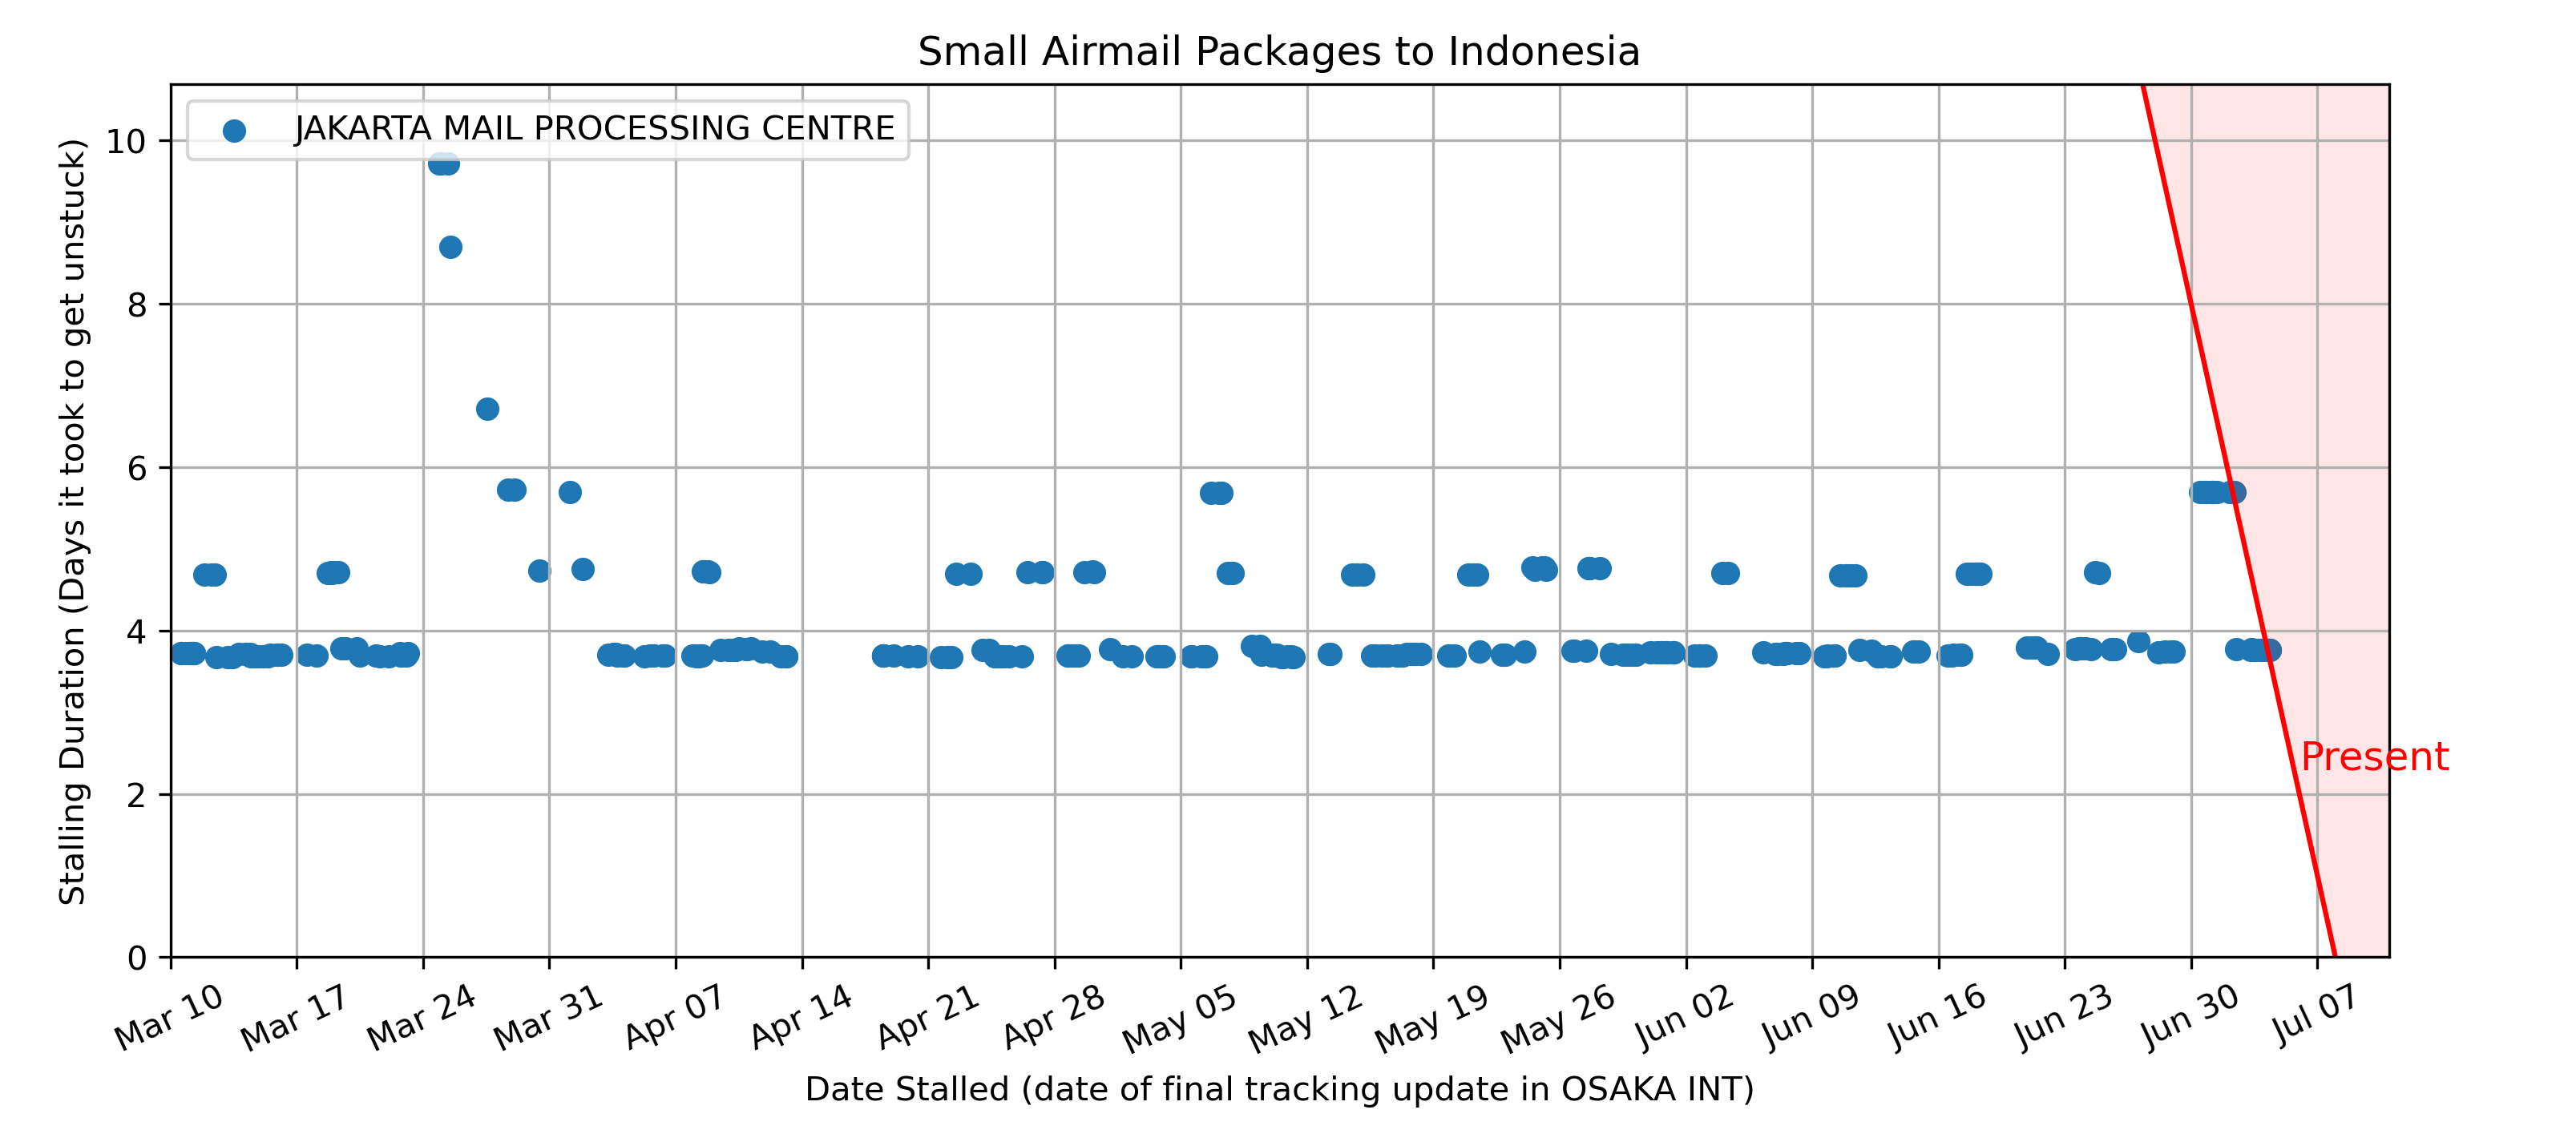 Small Airmail Packages to Indonesia
JAKARTA MAIL PROCESSING CENTRE
Stalling Duration (Days it took to get unstuck)
10
8
6
4
2
0
Present
Mar 10
Mar 17
Mar 24
Mar 31
Apr 07
Apr 14
Apr 21
Apr 28
May 05
May 12
May 19
May 26
Jun 02
Jun 09
Jun 16
Jun 23
Jun 30
Jul 07
Date Stalled (date of final tracking update in OSAKA INT)